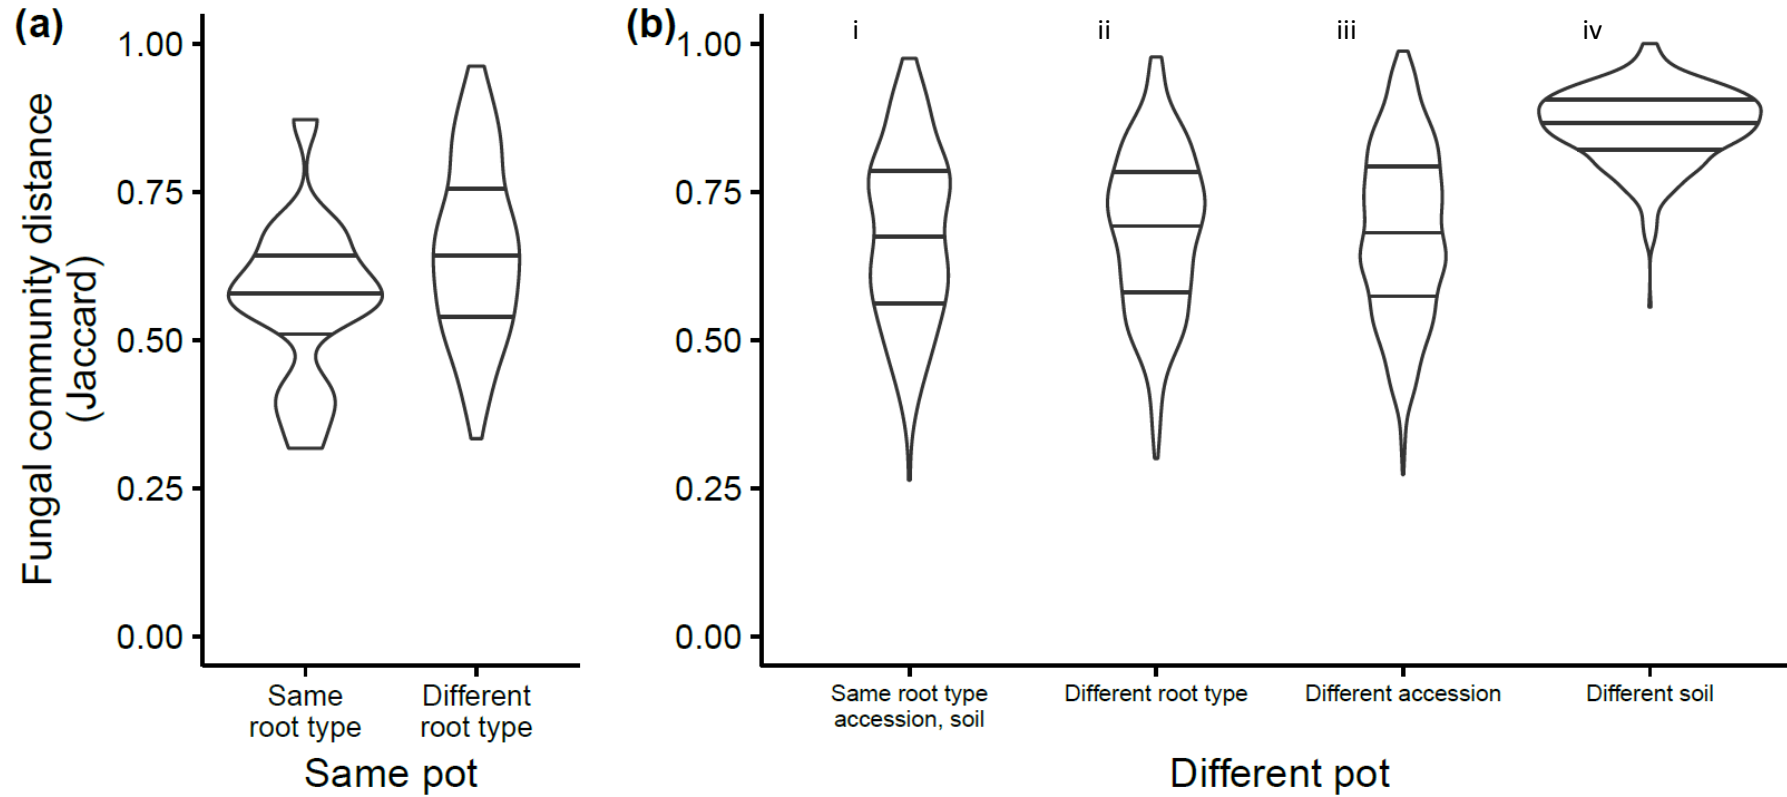 (a)
Fungal community distance
(Jaccard)
1.00
0.75
0.50
0.25
0.00
Same
root type
Different
root type
Same pot
(b)
i
ii
iii
iv
1.00
0.75
0.50
0.25
0.00
Same root type
accession, soil
Different root type
Different accession
Different soil
Different pot